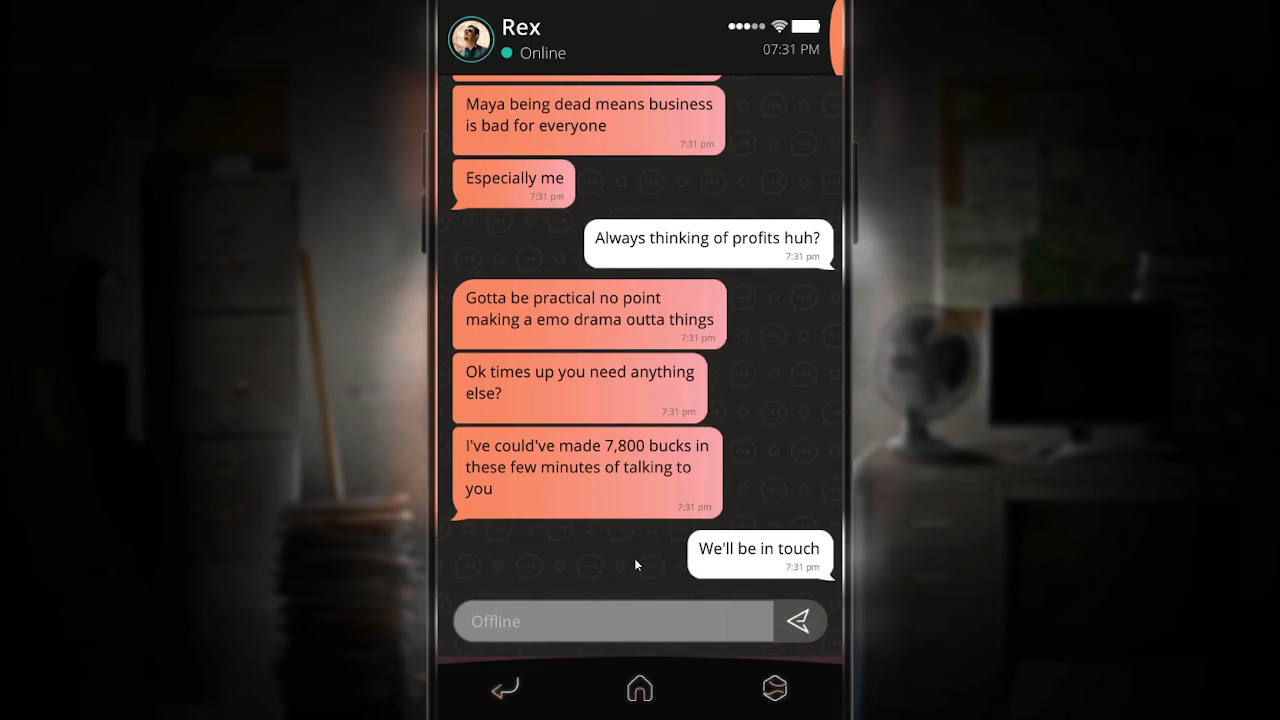 Rex
Online
07:31 PM
Maya being dead means business
is bad for everyone
7:31 pm
Especially me
7:31 pm
Always thinking of profits huh?
7:31 pm
Gotta be practical no point
making a emo drama outta things
7:31 pm
Ok times up you need anything
else?
7:31 pm
I've could've made 7,800 bucks in
these few minutes of talking to
you
7:31 pm
We'll be in touch
7:31 pm
Offline